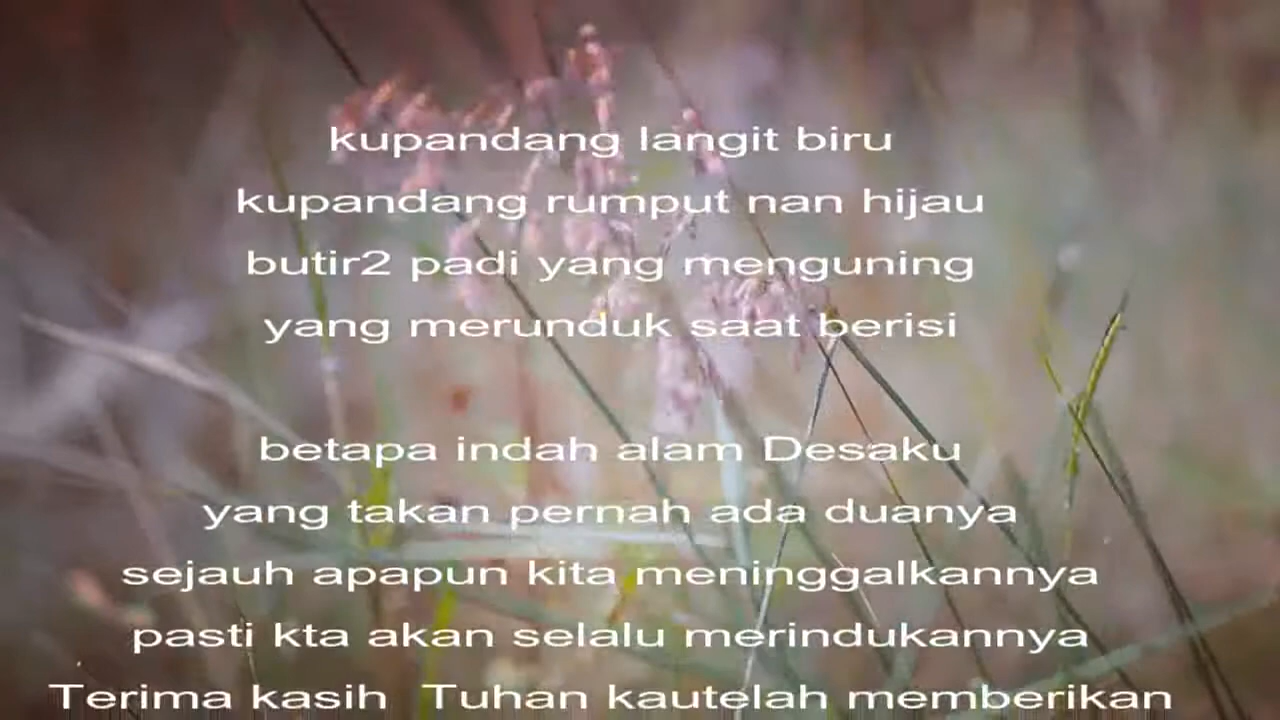 kupandang langit biru
kupandang rumput nan hijau
butir2 padi yang menguning
yang merunduk saat berisi
betapa indah alam Desaku
yang takan pernah ada duanya
sejauh apapun kita meninggalkannya
pasti kta akan selalu merindukannya
Terima kasih Tuhan kautelah memberikan